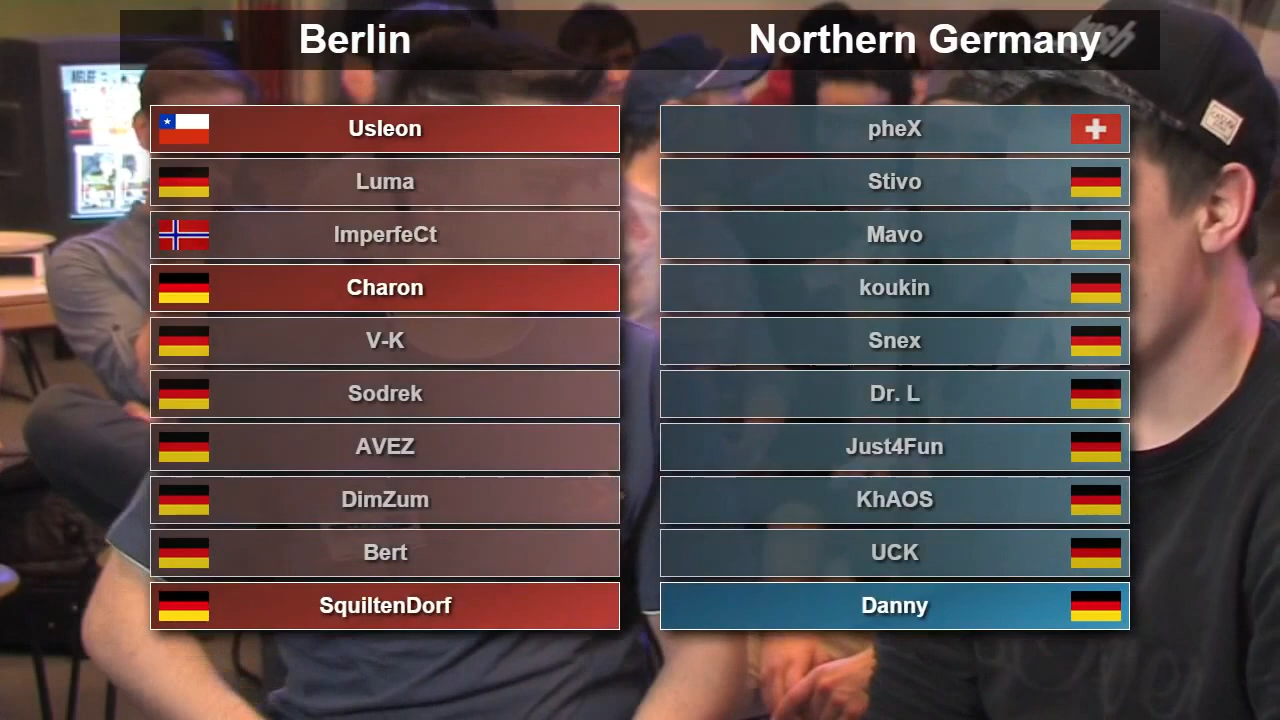 Berlin
Northern Germany
Usleon
Luma
ImperfeCt
Charon
V-K
Sodrek
AVEZ
DimZum
Bert
SquiltenDorf
pheX
Stivo
Mavo
koukin
Snex
Dr. L
Just4Fun
KhAOS
UCK
Danny
MELEE